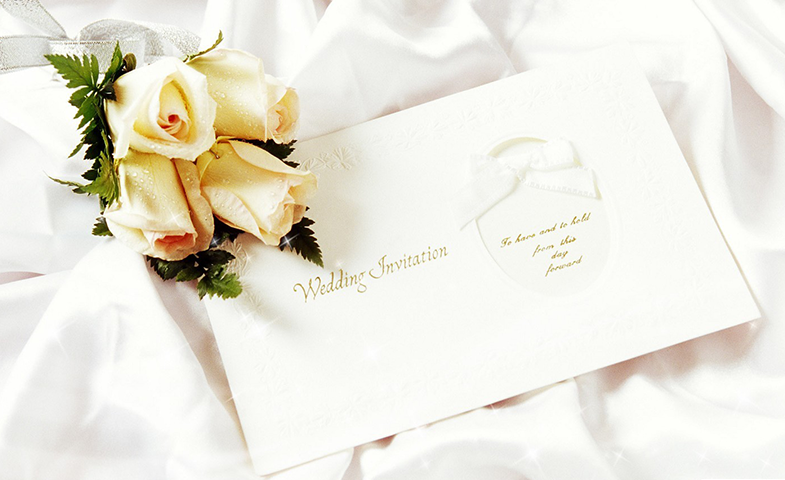 Wedding Invitation
To have and to hold
from this
day
forward